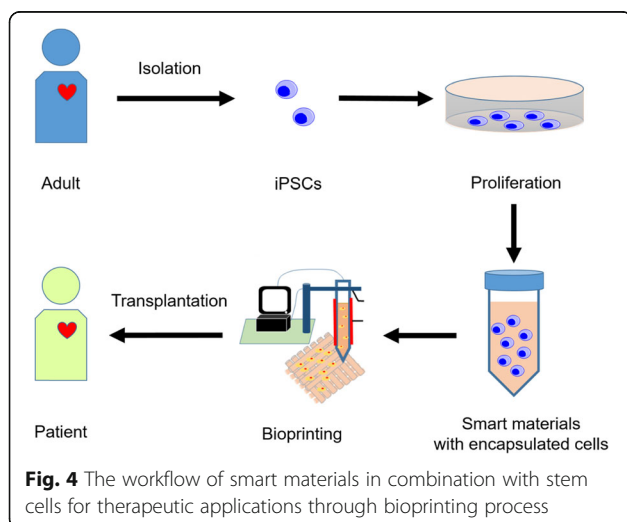 Isolation
Adult
iPSCs
Proliferation
Transplantation
Patient
Bioprinting
Smart materials
with encapsulated cells
Fig. 4 The workflow of smart materials in combination with stem
cells for therapeutic applications through bioprinting process